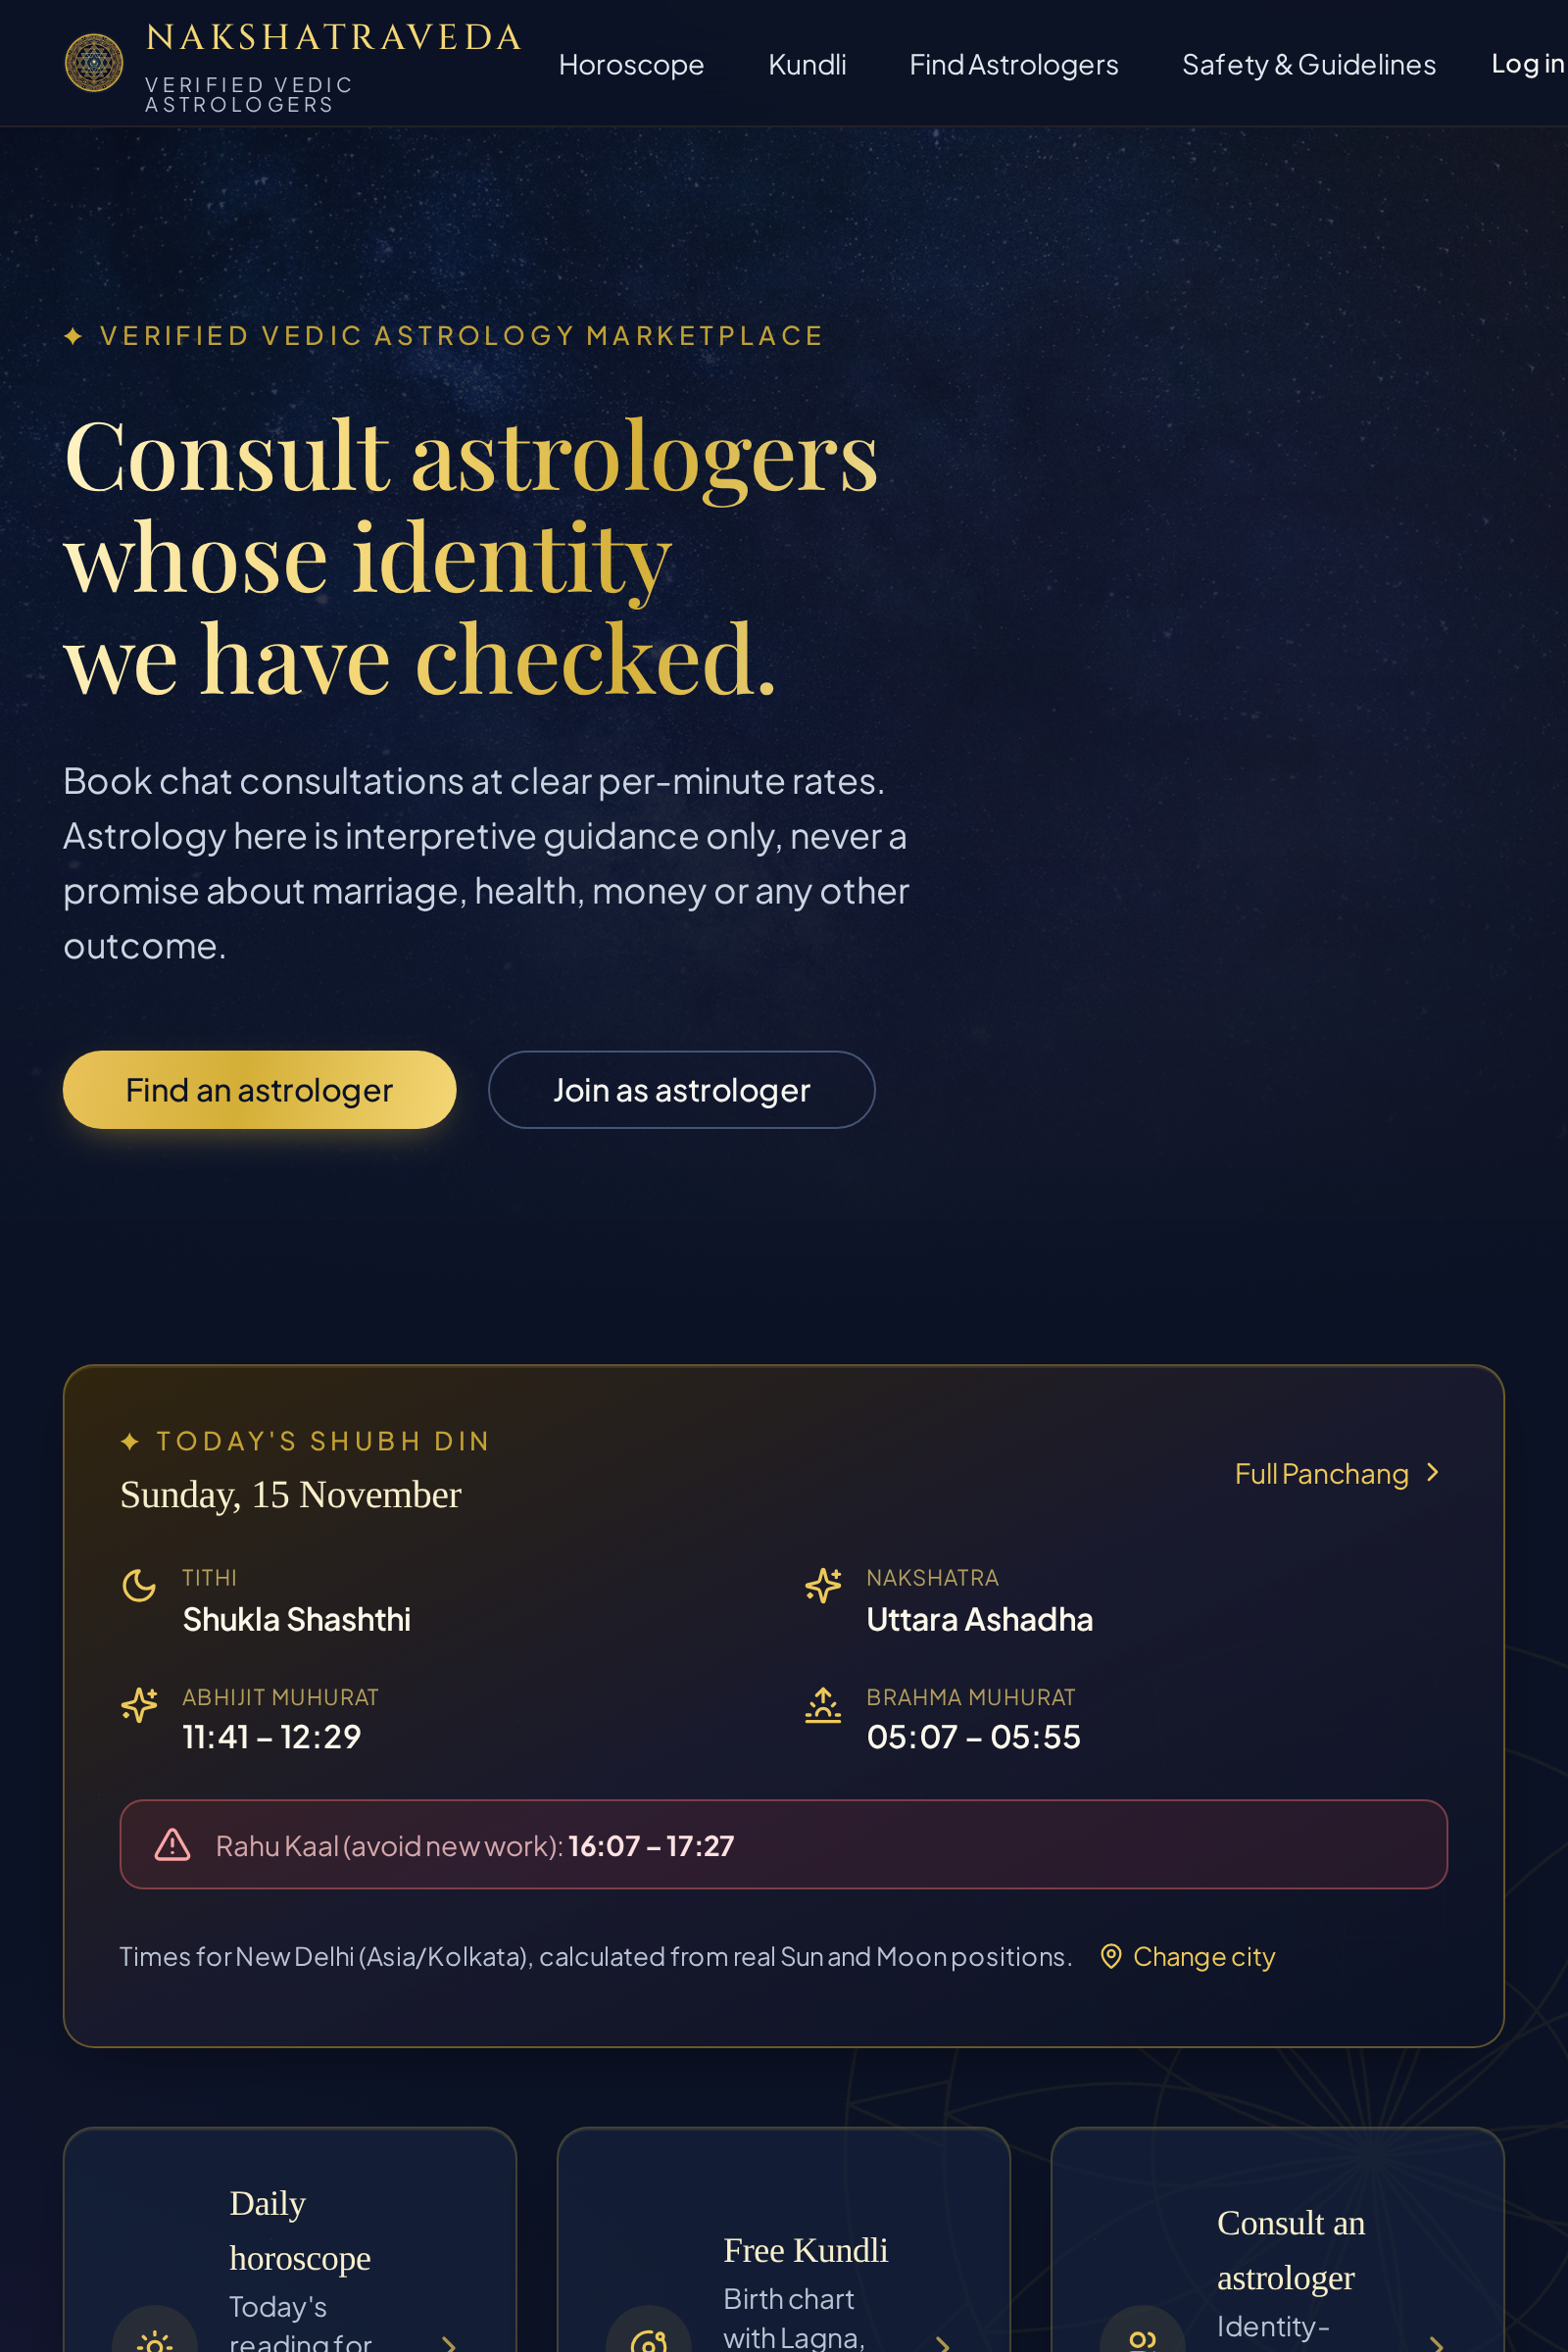 NAKSHATRAVEDA
VERIFIED VEDIC
ASTROLOGERS
Horoscope
Kundli
Find Astrologers
Safety & Guidelines
Log in
VERIFIED VEDIC ASTROLOGY MARKETPLACE
Consult astrologers
whose identity
we have checked.
Book chat consultations at clear per-minute rates.
Astrology here is interpretive guidance only, never a
promise about marriage, health, money or any other
outcome.
Find an astrologer
Join as astrologer
TODAY'S SHUBH DIN
Sunday, 15 November
Full Panchang
TITHI
Shukla Shashthi
NAKSHATRA
Uttara Ashadha
ABHIJIT MUHURAT
11:41 – 12:29
BRAHMA MUHURAT
05:07 – 05:55
Rahu Kaal (avoid new work): 16:07 – 17:27
Times for New Delhi (Asia/Kolkata), calculated from real Sun and Moon positions.
Change city
Daily
horoscope
Today's
reading for
Free Kundli
Birth chart
with Lagna,
Consult an
astrologer
Identity-